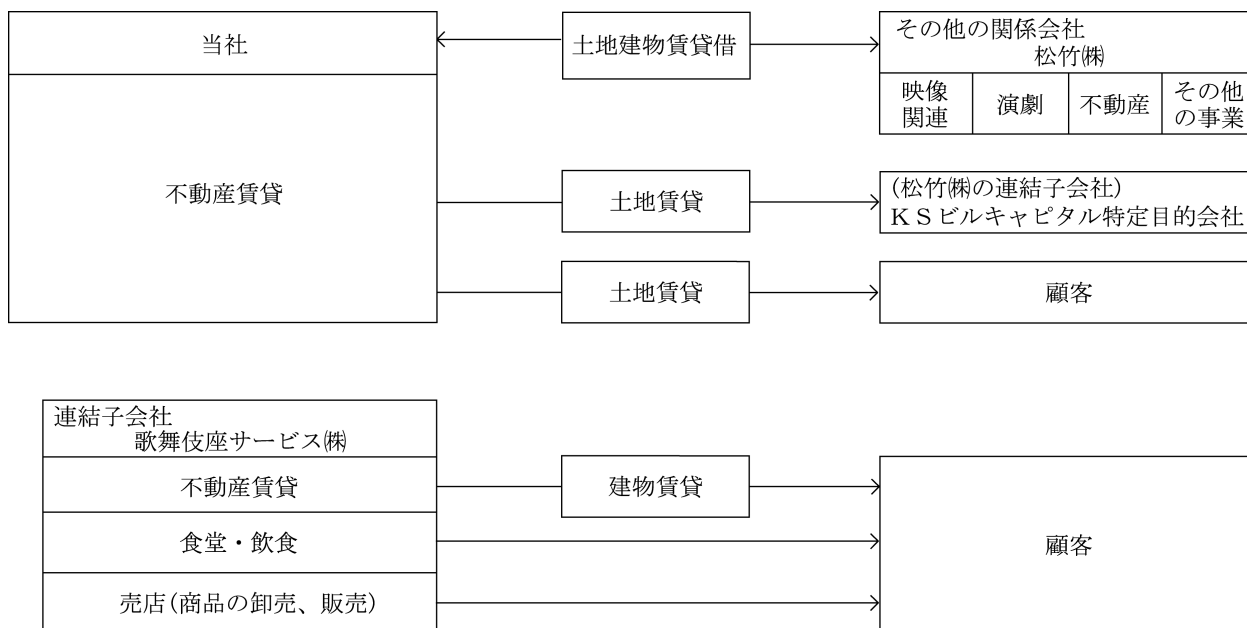 当社
土地建物賃貸借
その他の関係会社
松竹㈱
映像
関連
演劇
不動産
その他
の事業
不動産賃貸
土地賃貸
(松竹㈱の連結子会社)
ＫＳビルキャピタル特定目的会社
土地賃貸
顧客
連結子会社
歌舞伎座サービス㈱
不動産賃貸
建物賃貸
食堂・飲食
顧客
売店(商品の卸売、販売)